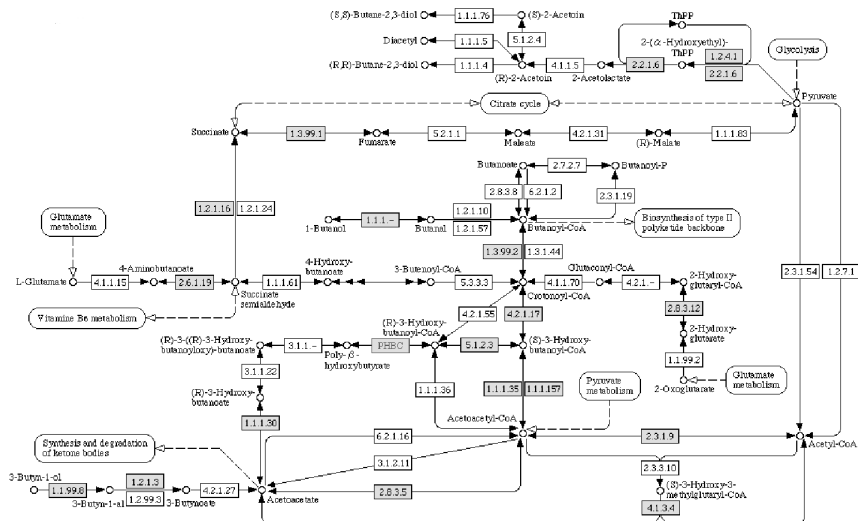 (S,S)-Butane-2,3-diol
1.1.1.76
(S)-2-Acetoin
ThPP
Diacetyl
1.1.1.5
5.1.2.4
2-(α-Hydroxyethyl)-
ThPP
1.2.4.1
Glycolysis
(R,R)-Butane-2,3-diol
1.1.1.4
(R)-2-Acetoin
4.1.1.5
2-Acetolactate
2.2.1.6
2.2.1.6
Citrate cycle
Pyruvate
Succinate
1.3.99.1
Fumarate
5.2.1.1
Maleate
4.2.1.31
(R)-Malate
1.1.1.83
Butanoate
2.7.2.7
Butanoyl-P
2.8.3.8
6.2.1.2
2.3.1.19
1.2.1.16
1.2.1.24
Glutamate
metabolism
1-Butanol
1.1.1.-
Butanal
1.2.1.10
1.2.1.57
Butanoyl-CoA
Biosynthesis of type II
polyketide backbone
1.3.99.2
1.3.1.44
L-Glutamate
4.1.1.15
4-Aminobutanoate
2.6.1.19
Succinate
semialdehyde
1.1.1.61
4-Hydroxy-
butanoate
3-Butenoyl-CoA
5.3.3.3
Crotonoyl-CoA
4.1.1.70
Glutaconyl-CoA
4.2.1.-
2-Hydroxy-
glutaryl-CoA
2.3.1.54
1.2.7.1
Vitamine B6 metabolism
4.2.1.55
4.2.1.17
2.8.3.12
(R)-3-((R)-3-Hydroxy-
butanoyloxy)-butanoate
3.1.1.-
Poly-β-
hydroxybutyrate
PHBC
(R)-3-Hydroxy-
butanoyl-CoA
5.1.2.3
(S)-3-Hydroxy-
butanoyl-CoA
2-Hydroxy-
glutarate
1.1.99.2
3.1.1.22
1.1.1.36
1.1.1.35
1.1.1.157
Pyruvate
metabolism
2-Oxoglutarate
Glutamate
metabolism
(R)-3-Hydroxy-
butanoate
1.1.1.30
Acetoacetyl-CoA
Synthesis and degradation
of ketone bodies
6.2.1.16
2.3.1.9
Acetyl-CoA
3.1.2.11
2.3.3.10
3-Butyn-1-ol
1.1.99.8
3-Butyn-1-al
1.2.1.3
1.2.99.3
3-Butynoate
4.2.1.27
Acetoacetate
2.8.3.5
(S)-3-Hydroxy-3-
methylglutaryl-CoA
4.1.3.4